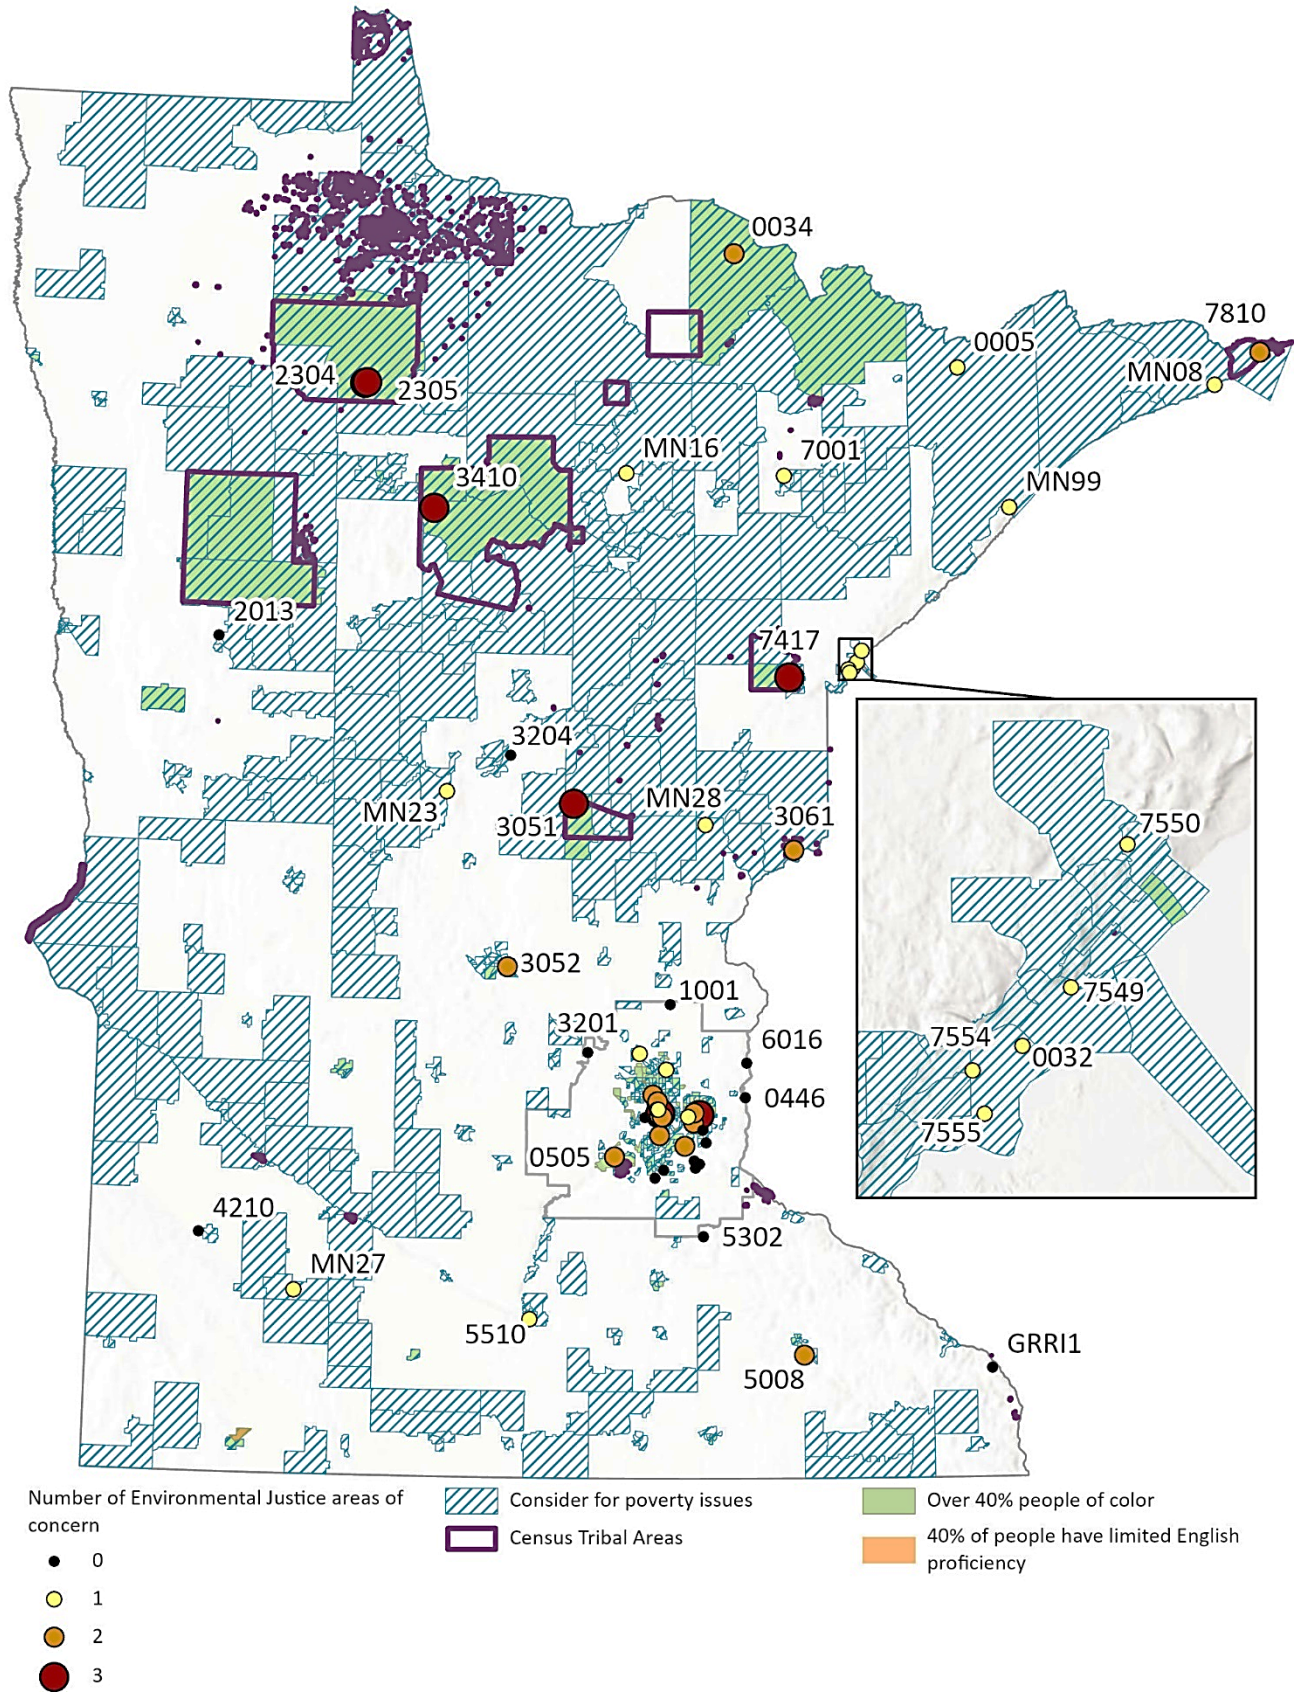 0034
7810
0005
MN08
2304
2305
MN16
7001
3410
MN99
2013
7417
3204
MN23
MN28
3051
3061
7550
3052
7549
1001
3201
6016
7554
0032
0446
7555
0505
4210
5302
MN27
5510
GRRI1
5008
Number of Environmental Justice areas of
concern
0
1
2
3
Consider for poverty issues
Census Tribal Areas
Over 40% people of color
40% of people have limited English
proficiency